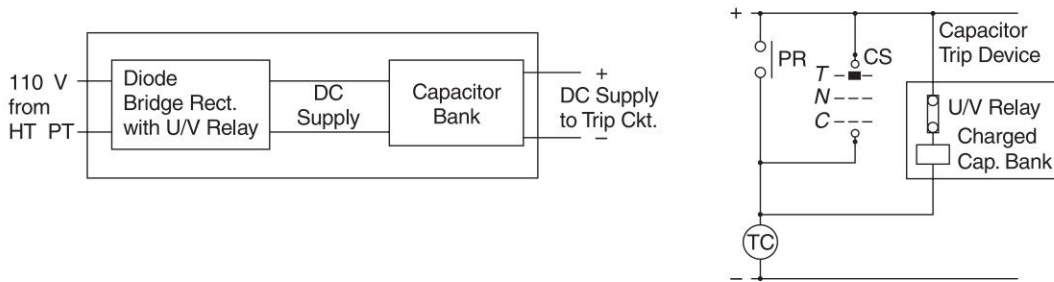 110 V
from
HT PT
Diode
Bridge Rect.
with U/V Relay
DC
Supply
Capacitor
Bank
+
DC Supply
to Trip Ckt.
–
+
PR
CS
T
N
C
Capacitor
Trip Device
U/V Relay
Charged
Cap. Bank
TC
–